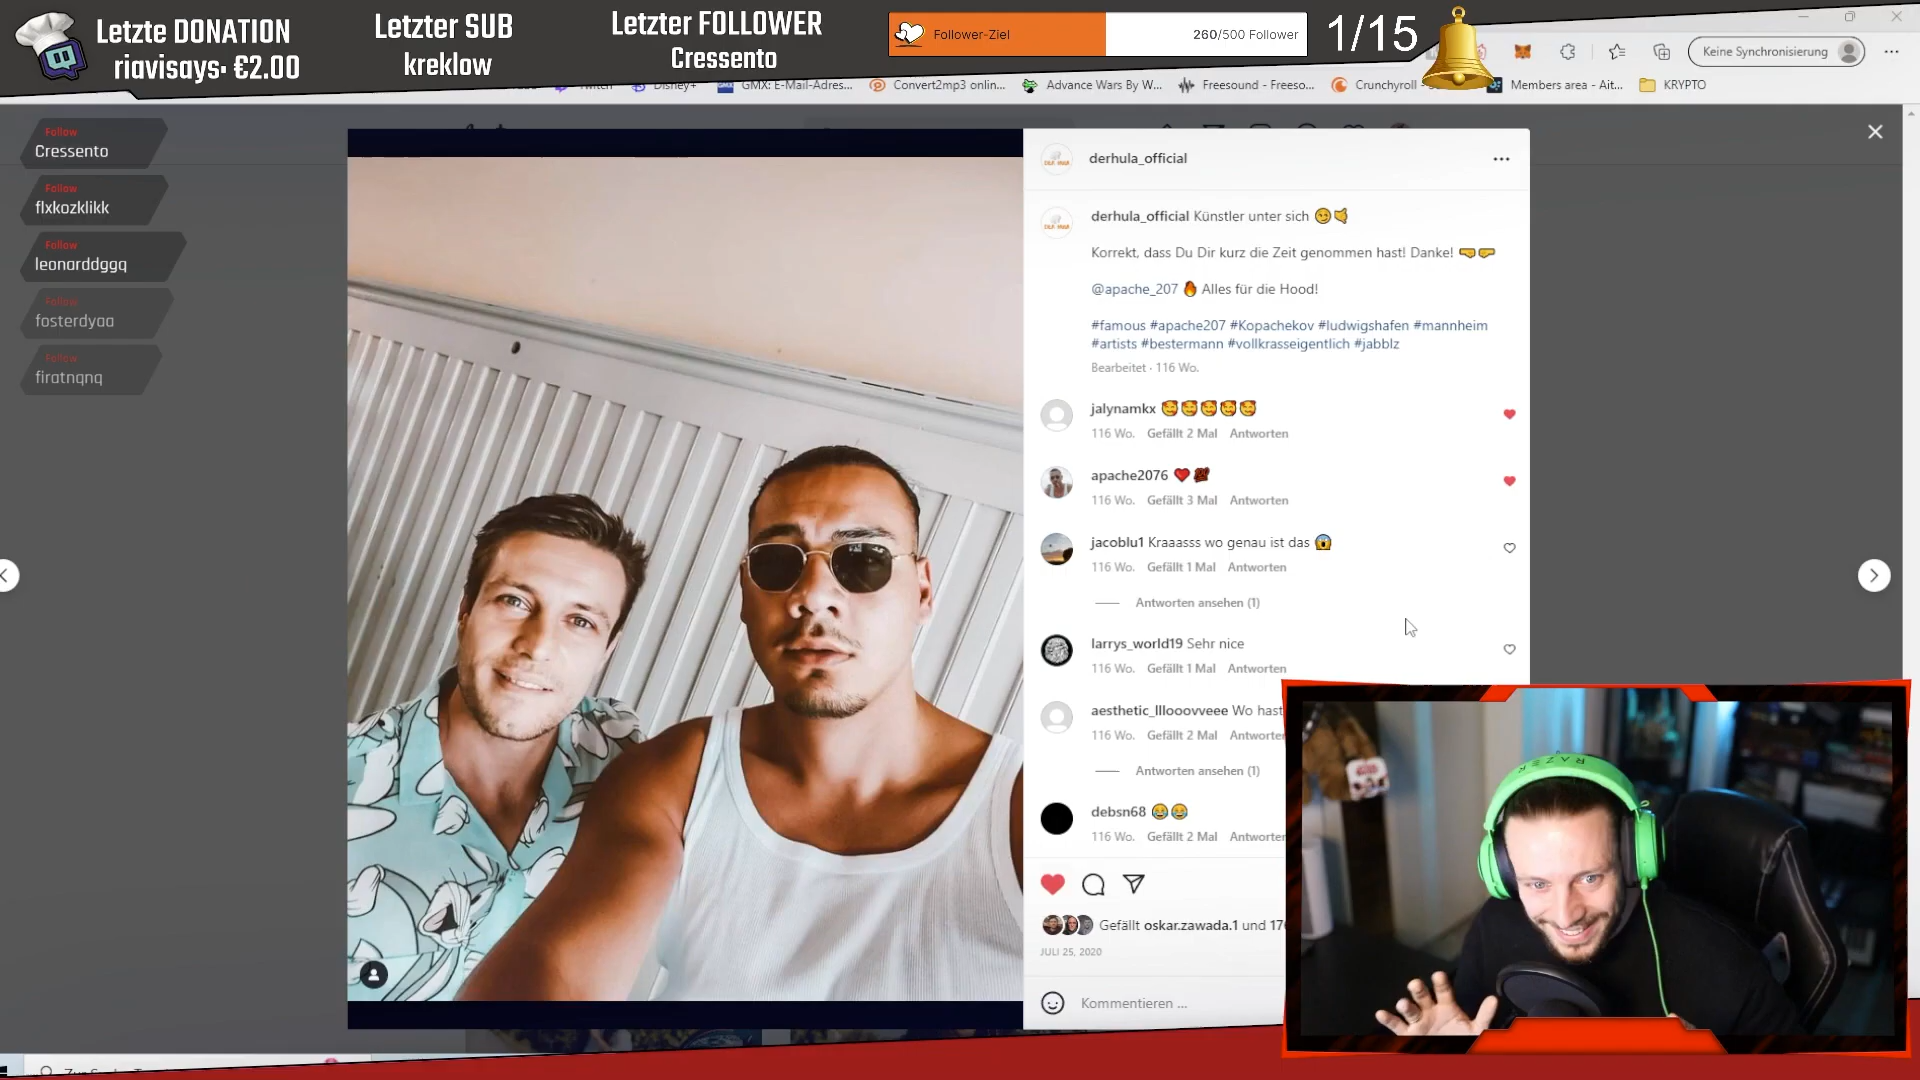 Letzte DONATION
riavisays· €2.00
Letzter SUB
kreklow
Letzter FOLLOWER
Cressento
Follower-Ziel
260/500 Follower
1/15
Keine Synchronisierung
Twitch
Disney+
GMX: E-Mail-Adres...
Convert2mp3 onlin...
Advance Wars By W...
Freesound - Freeso...
Crunchyroll
Members area - Ait...
KRYPTO
Follow
Cressento
Follow
flxkozklikk
Follow
leonarddggq
Follow
fosterdyaa
Follow
firatnqnq
derhula_official
derhula_official Künstler unter sich 😏🤙
Korrekt, dass Du Dir kurz die Zeit genommen hast! Danke! 🤜🤛
@apache_207 🔥 Alles für die Hood!
#famous #apache207 #Kopachekov #ludwigshafen #mannheim
#artists #bestermann #vollkrasseigentlich #jabblz
Bearbeitet · 116 Wo.
jalynamkx 🥰🥰🥰🥰🥰
116 Wo. Gefällt 2 Mal Antworten
apache2076 ❤️💯
116 Wo. Gefällt 3 Mal Antworten
jacoblu1 Kraaasss wo genau ist das 😱
116 Wo. Gefällt 1 Mal Antworten
Antworten ansehen (1)
larrys_world19 Sehr nice
116 Wo. Gefällt 1 Mal Antworten
aesthetic_lllooovveee Wo hast
116 Wo. Gefällt 2 Mal Antworten
Antworten ansehen (1)
debsn68 😂😂
116 Wo. Gefällt 2 Mal Antworten
Gefällt oskar.zawada.1 und 17
JULI 25, 2020
Kommentieren ...
RAZER